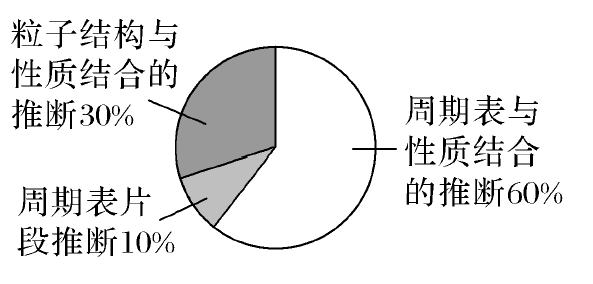 粒子结构与
性质结合的
推断30%
周期表与
性质结合
的推断60%
周期表片
段推断10%